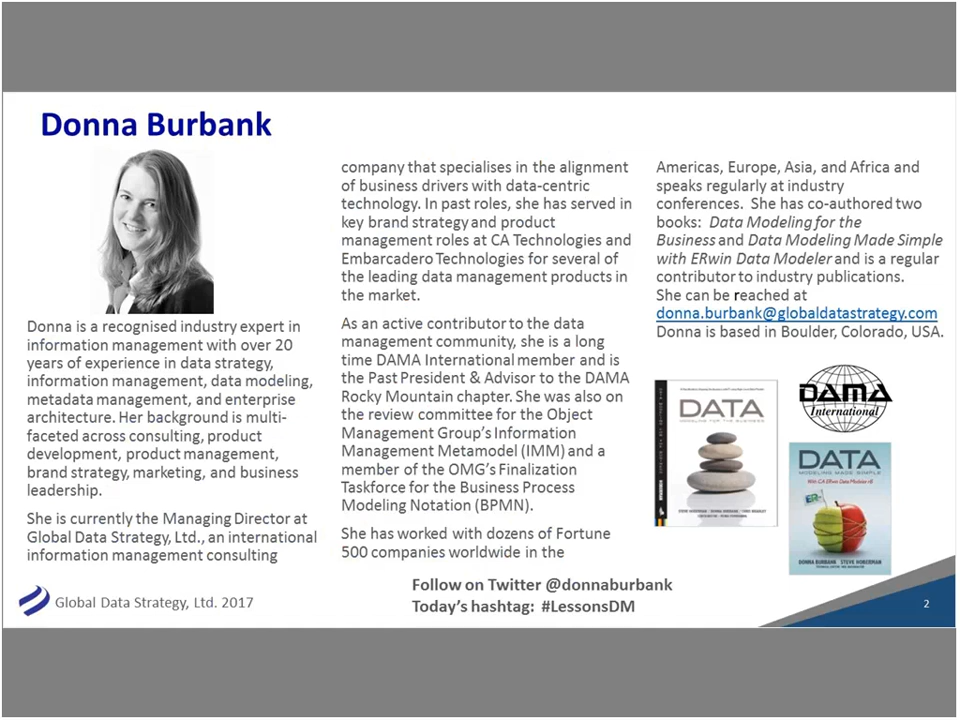 Donna Burbank
Donna is a recognised industry expert in
information management with over 20
years of experience in data strategy,
information management, data modeling,
metadata management, and enterprise
architecture. Her background is multi-
faceted across consulting, product
development, product management,
brand strategy, marketing, and business
leadership.
She is currently the Managing Director at
Global Data Strategy, Ltd., an international
information management consulting
company that specialises in the alignment
of business drivers with data-centric
technology. In past roles, she has served in
key brand strategy and product
management roles at CA Technologies and
Embarcadero Technologies for several of
the leading data management products in
the market.
As an active contributor to the data
management community, she is a long
time DAMA International member and is
the Past President & Advisor to the DAMA
Rocky Mountain chapter. She was also on
the review committee for the Object
Management Group's Information
Management Metamodel (IMM) and a
member of the OMG's Finalization
Taskforce for the Business Process
Modeling Notation (BPMN).
She has worked with dozens of Fortune
500 companies worldwide in the
Americas, Europe, Asia, and Africa and
speaks regularly at industry
conferences. She has co-authored two
books: Data Modeling for the
Business and Data Modeling Made Simple
with ERwin Data Modeler and is a regular
contributor to industry publications.
She can be reached at
donna.burbank@globaldatastrategy.com
Donna is based in Boulder, Colorado, USA.
DATA
MODELING FOR THE BUSINESS
DAMA
International
DATA
MODELING MADE SIMPLE
With CA ERwin Data Modeler r8
DONNA BURBANK STEVE HOBERMAN
Follow on Twitter @donnaburbank
Today's hashtag: #LessonsDM
Global Data Strategy, Ltd. 2017
2